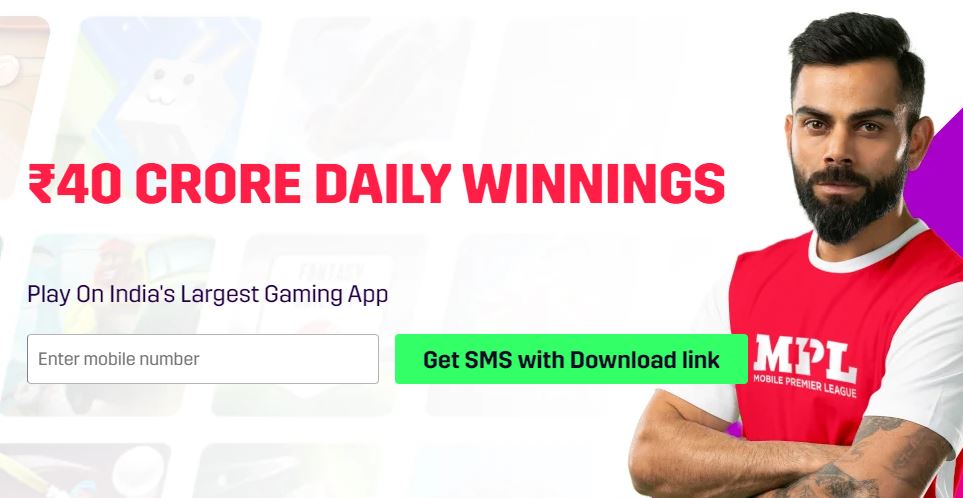 ₹40 CRORE DAILY WINNINGS
FANTASY
Play On India's Largest Gaming App
Enter mobile number
Get SMS with Download link
MPL
MOBILE PREMIER LEAGUE